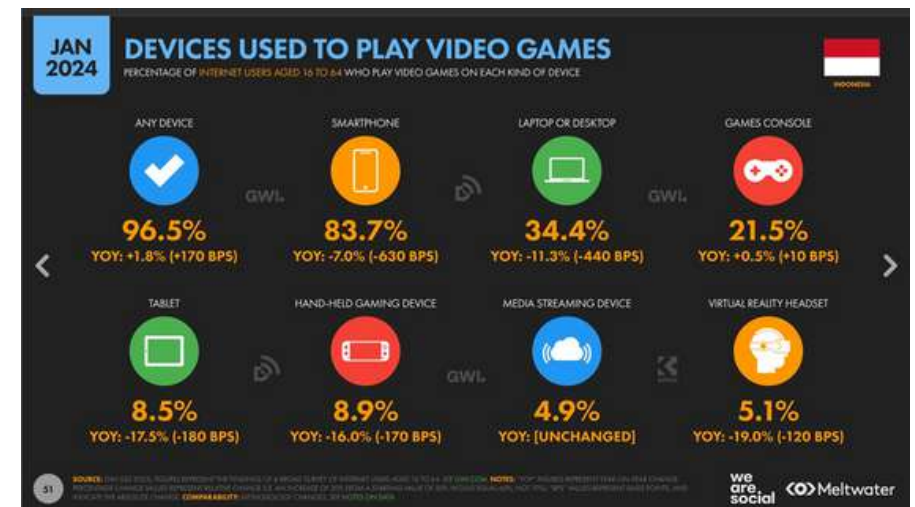 JAN
2024
DEVICES USED TO PLAY VIDEO GAMES
PERCENTAGE OF INTERNET USERS AGED 16 TO 64 WHO PLAY VIDEO GAMES ON EACH KIND OF DEVICE
INDONESIA
ANY DEVICE
96.5%
YOY: +1.8% (+170 BPS)
SMARTPHONE
83.7%
YOY: -7.0% (-630 BPS)
LAPTOP OR DESKTOP
34.4%
YOY: -11.3% (-440 BPS)
GAMES CONSOLE
21.5%
YOY: +0.5% (+10 BPS)
GWI.
GWI.
TABLET
8.5%
YOY: -17.5% (-180 BPS)
HAND-HELD GAMING DEVICE
8.9%
YOY: -16.0% (-170 BPS)
MEDIA STREAMING DEVICE
4.9%
YOY: [UNCHANGED]
VIRTUAL REALITY HEADSET
5.1%
YOY: -19.0% (-120 BPS)
GWI.
51
SOURCE:
NOTES:
COMPARABILITY:
we
are.
social
Meltwater